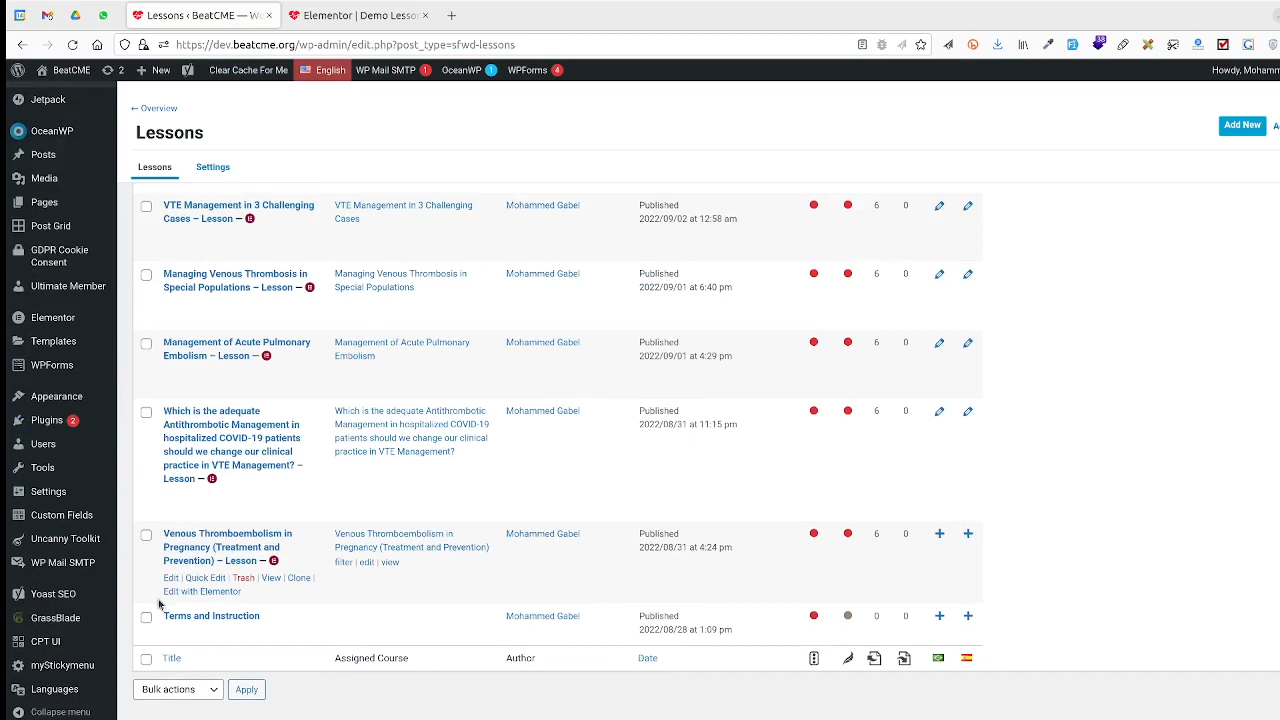 Lessons ‹ BeatCME — Wo
Elementor | Demo Lesson
https://dev.beatcme.org/wp-admin/edit.php?post_type=sfwd-lessons
38
BeatCME
2
New
Clear Cache For Me
English
WP Mail SMTP 1
OceanWP 1
WPForms 4
Howdy, Mohamm
Jetpack
OceanWP
Posts
Media
Pages
Post Grid
GDPR Cookie
Consent
Ultimate Member
Elementor
Templates
WPForms
Appearance
Plugins 2
Users
Tools
Settings
Custom Fields
Uncanny Toolkit
WP Mail SMTP
Yoast SEO
GrassBlade
CPT UI
myStickymenu
Languages
Collapse menu
← Overview
Lessons
Add New
A
Lessons
Settings
VTE Management in 3 Challenging
Cases – Lesson —
VTE Management in 3 Challenging
Cases
Mohammed Gabel
Published
2022/09/02 at 12:58 am
6
0
Managing Venous Thrombosis in
Special Populations – Lesson —
Managing Venous Thrombosis in
Special Populations
Mohammed Gabel
Published
2022/09/01 at 6:40 pm
6
0
Management of Acute Pulmonary
Embolism – Lesson —
Management of Acute Pulmonary
Embolism
Mohammed Gabel
Published
2022/09/01 at 4:29 pm
6
0
Which is the adequate
Antithrombotic Management in
hospitalized COVID-19 patients
should we change our clinical
practice in VTE Management? –
Lesson —
Which is the adequate Antithrombotic
Management in hospitalized COVID-19
patients should we change our clinical
practice in VTE Management?
Mohammed Gabel
Published
2022/08/31 at 11:15 pm
6
0
Venous Thromboembolism in
Pregnancy (Treatment and
Prevention) – Lesson —
Edit | Quick Edit | Trash | View | Clone |
Edit with Elementor
Venous Thromboembolism in
Pregnancy (Treatment and Prevention)
filter | edit | view
Mohammed Gabel
Published
2022/08/31 at 4:24 pm
6
0
Terms and Instruction
Mohammed Gabel
Published
2022/08/28 at 1:09 pm
0
0
Title
Assigned Course
Author
Date
Bulk actions
Apply